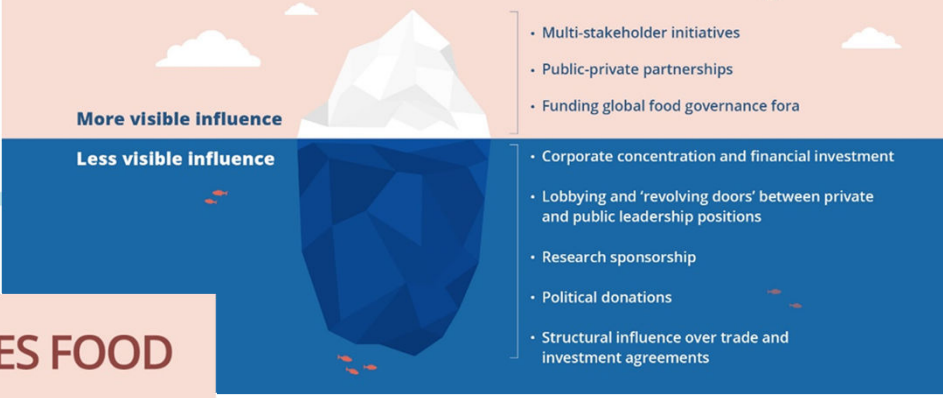 More visible influence
Less visible influence
• Multi-stakeholder initiatives
• Public-private partnerships
• Funding global food governance fora
• Corporate concentration and financial investment
• Lobbying and ‘revolving doors’ between private
and public leadership positions
• Research sponsorship
• Political donations
• Structural influence over trade and
investment agreements
ES FOOD